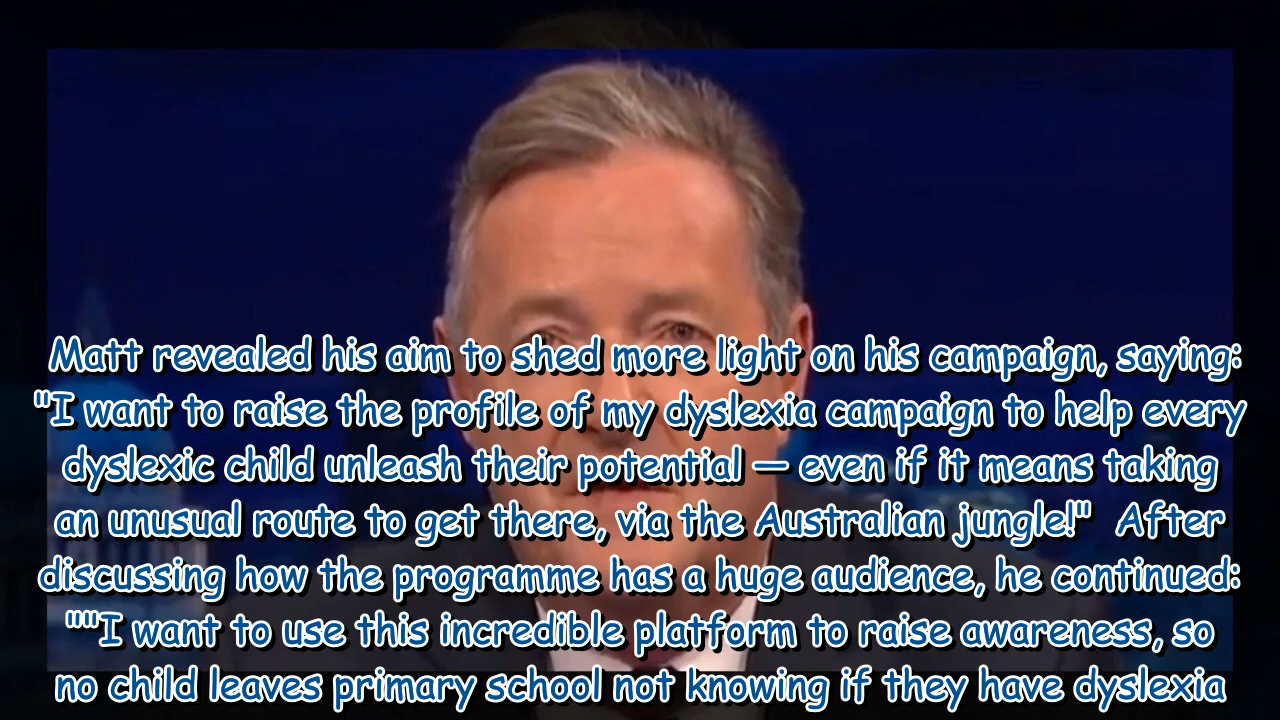 Matt revealed his aim to shed more light on his campaign, saying:
"I want to raise the profile of my dyslexia campaign to help every
dyslexic child unleash their potential — even if it means taking
an unusual route to get there, via the Australian jungle!"  After
discussing how the programme has a huge audience, he continued:
""I want to use this incredible platform to raise awareness, so
no child leaves primary school not knowing if they have dyslexia